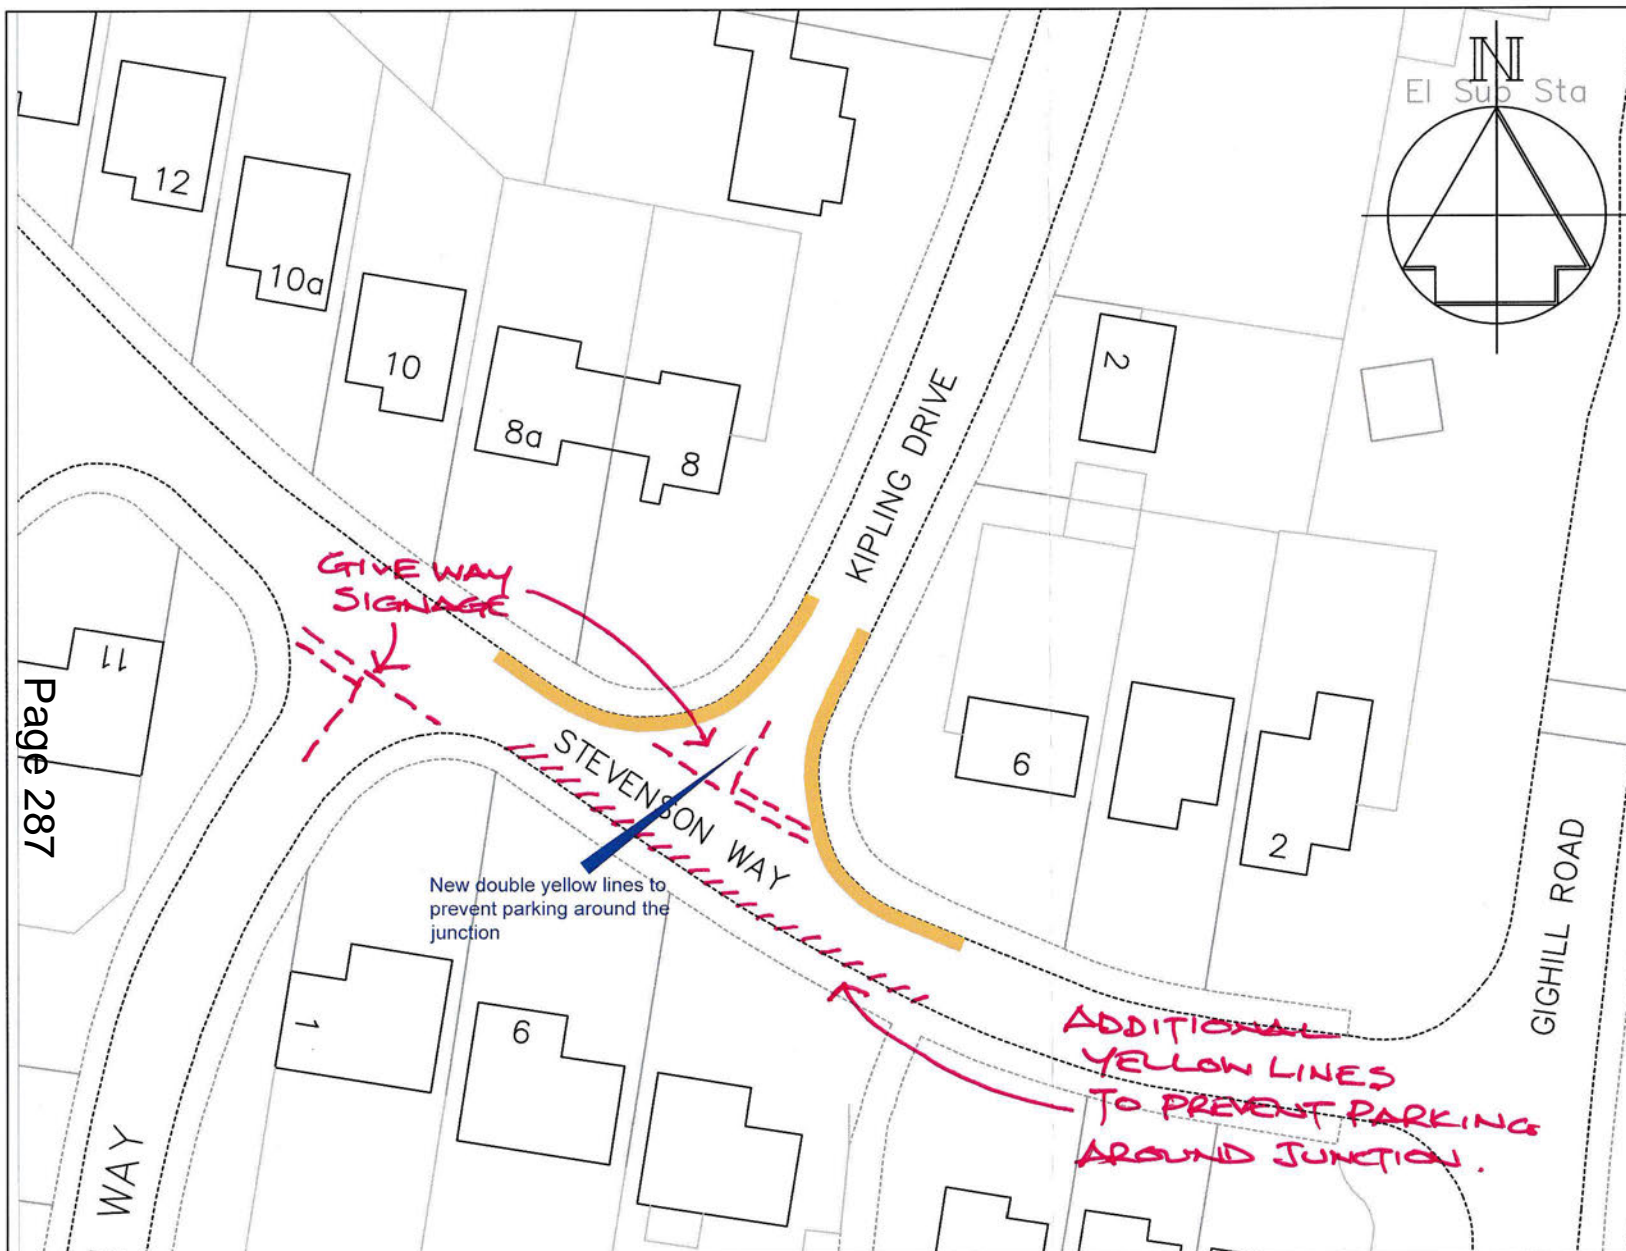 N
El Sub Sta
12
10a
10
8a
8
2
KIPLING DRIVE
GIVE WAY
SIGNAGE
11
Page 287
STEVENSON WAY
6
2
GIGHILL ROAD
New double yellow lines to
prevent parking around the
junction
1
6
ADDITIONAL
YELLOW LINES
TO PREVENT PARKING
AROUND JUNCTION.
WAY